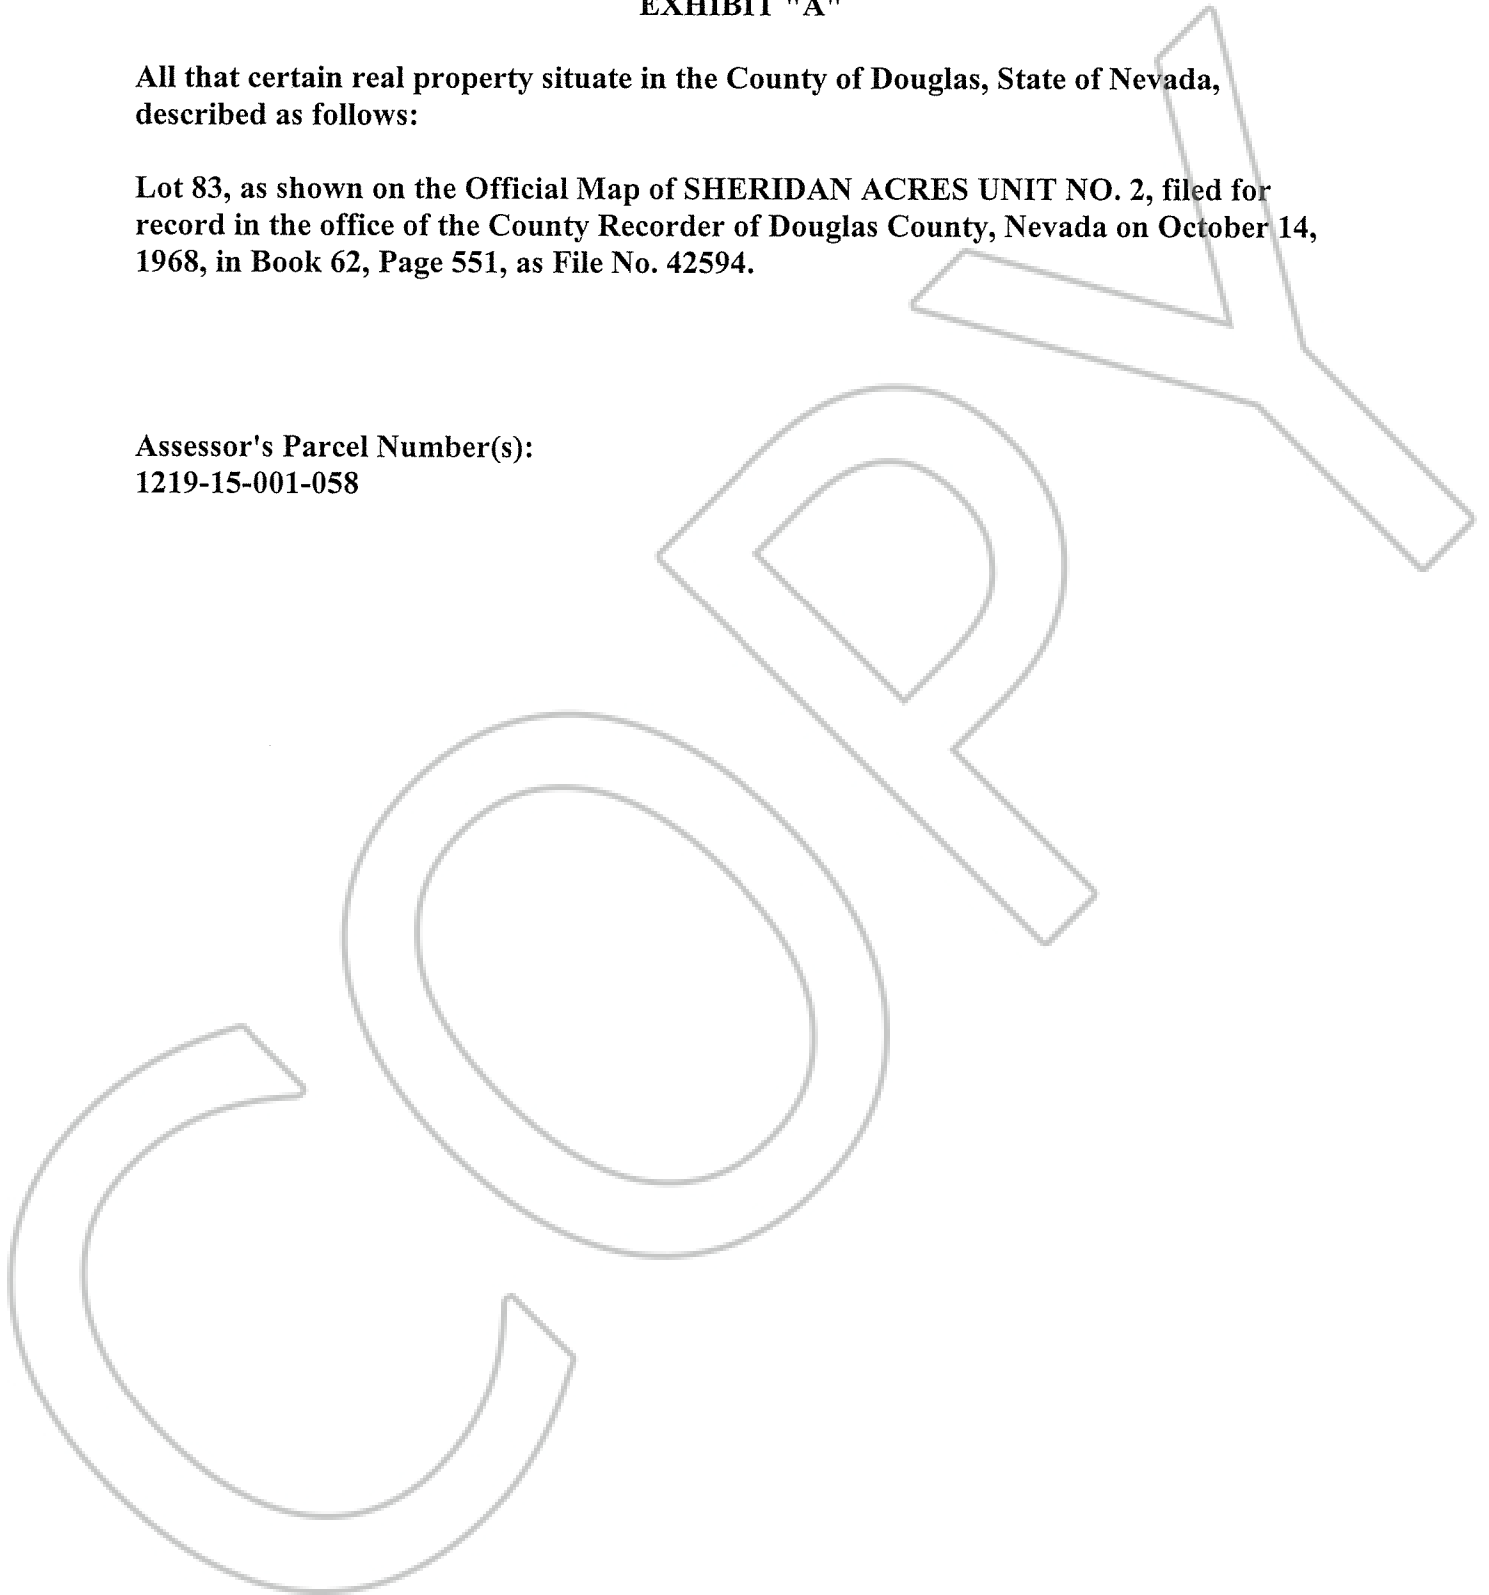 EXHIBIT "A"
All that certain real property situate in the County of Douglas, State of Nevada,
described as follows:
Lot 83, as shown on the Official Map of SHERIDAN ACRES UNIT NO. 2, filed for
record in the office of the County Recorder of Douglas County, Nevada on October 14,
1968, in Book 62, Page 551, as File No. 42594.
Assessor's Parcel Number(s):
1219-15-001-058
COPY